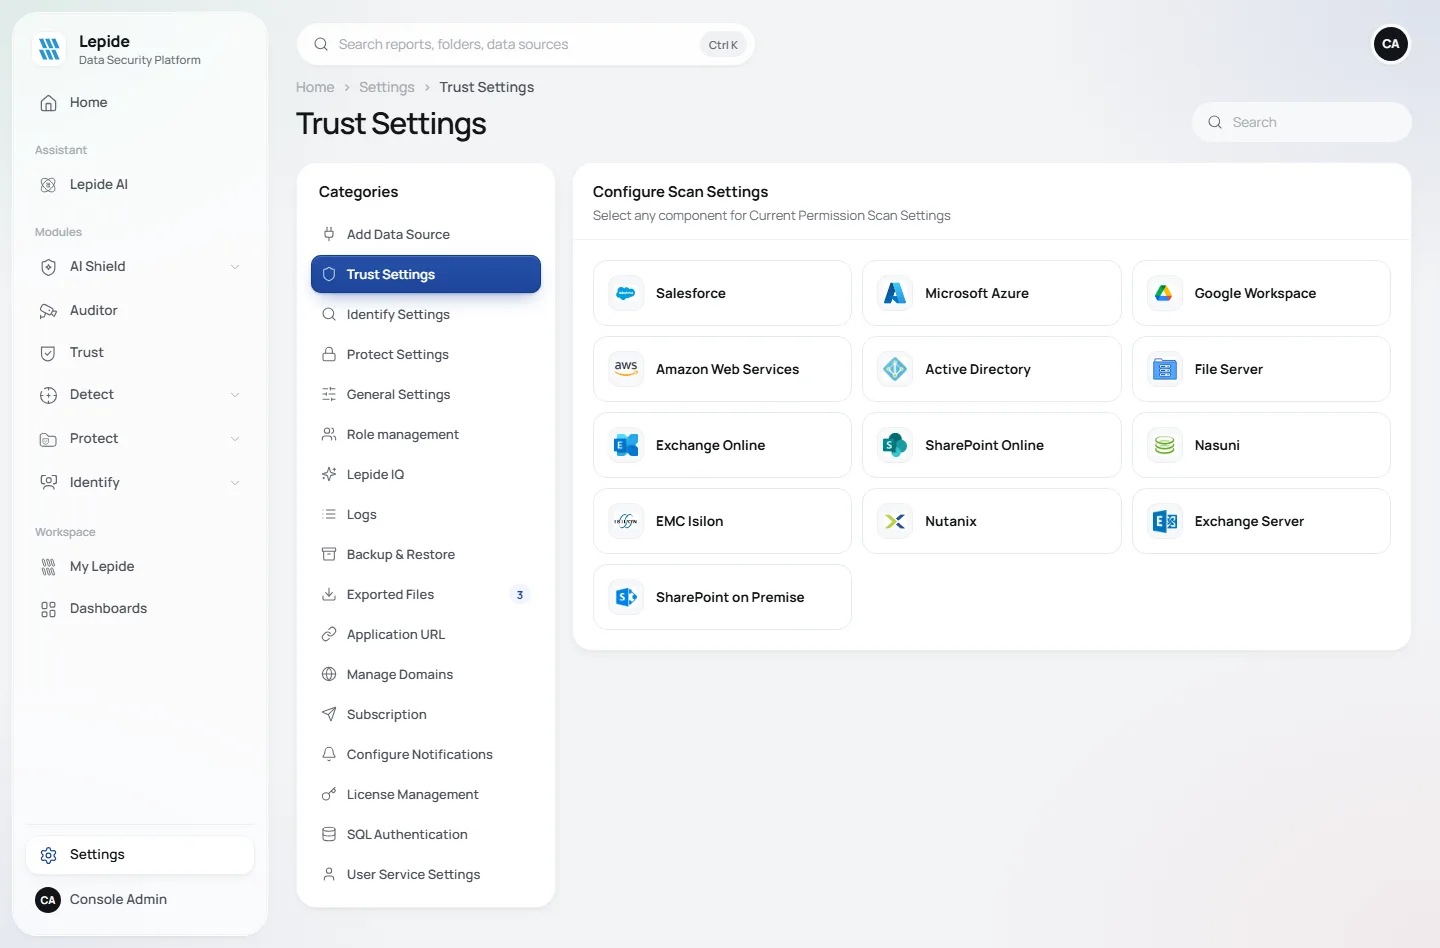 Lepide
Data Security Platform
Home
Assistant
Lepide AI
Modules
AI Shield
Auditor
Trust
Detect
Protect
Identify
Workspace
My Lepide
Dashboards
Settings
CA
Console Admin
Search reports, folders, data sources
Ctrl K
CA
Home > Settings > Trust Settings
Trust Settings
Search
Categories
Add Data Source
Trust Settings
Identify Settings
Protect Settings
General Settings
Role management
Lepide IQ
Logs
Backup & Restore
Exported Files
3
Application URL
Manage Domains
Subscription
Configure Notifications
License Management
SQL Authentication
User Service Settings
Configure Scan Settings
Select any component for Current Permission Scan Settings
Salesforce
Microsoft Azure
Google Workspace
aws
Amazon Web Services
Active Directory
File Server
E
Exchange Online
S
SharePoint Online
Nasuni
EMC Isilon
Nutanix
E
Exchange Server
S
SharePoint on Premise